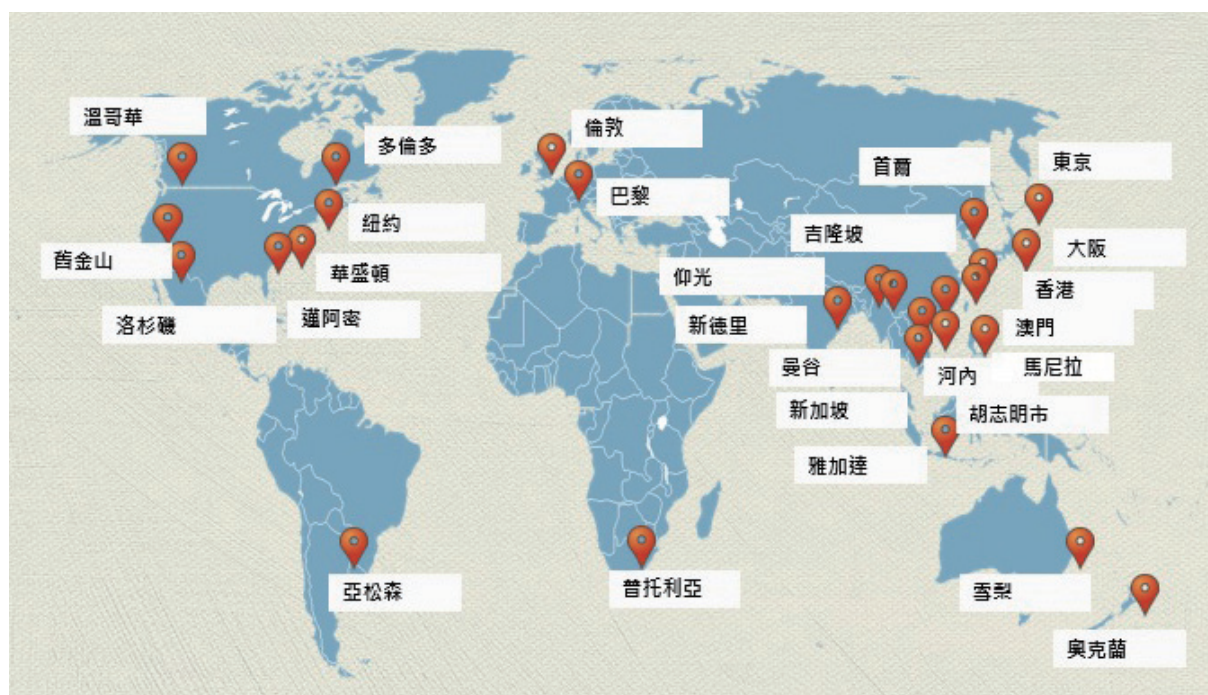 溫哥華
多倫多
倫敦
首爾
東京
巴黎
紐約
吉隆坡
大阪
舊金山
華盛頓
仰光
香港
洛杉磯
邁阿密
新德里
澳門
曼谷
河內
馬尼拉
新加坡
胡志明市
雅加達
亞松森
普托利亞
雪梨
奧克蘭